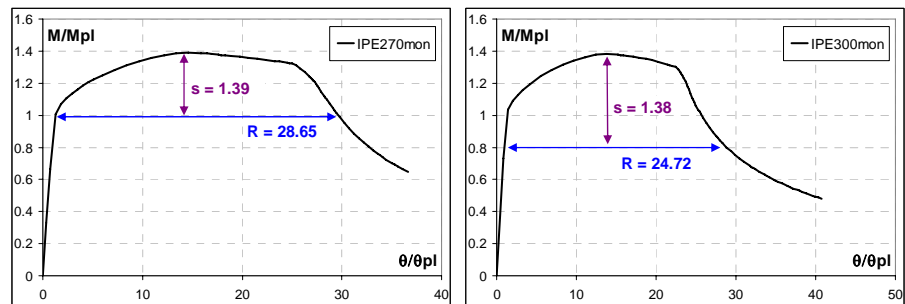 M/Mpl
IPE270mon
s = 1.39
R = 28.65
θ/θpl
0
0.2
0.4
0.6
0.8
1
1.2
1.4
1.6
0 10 20 30 40
M/Mpl
IPE300mon
s = 1.38
R = 24.72
θ/θpl
0
0.2
0.4
0.6
0.8
1
1.2
1.4
1.6
0 10 20 30 40 50